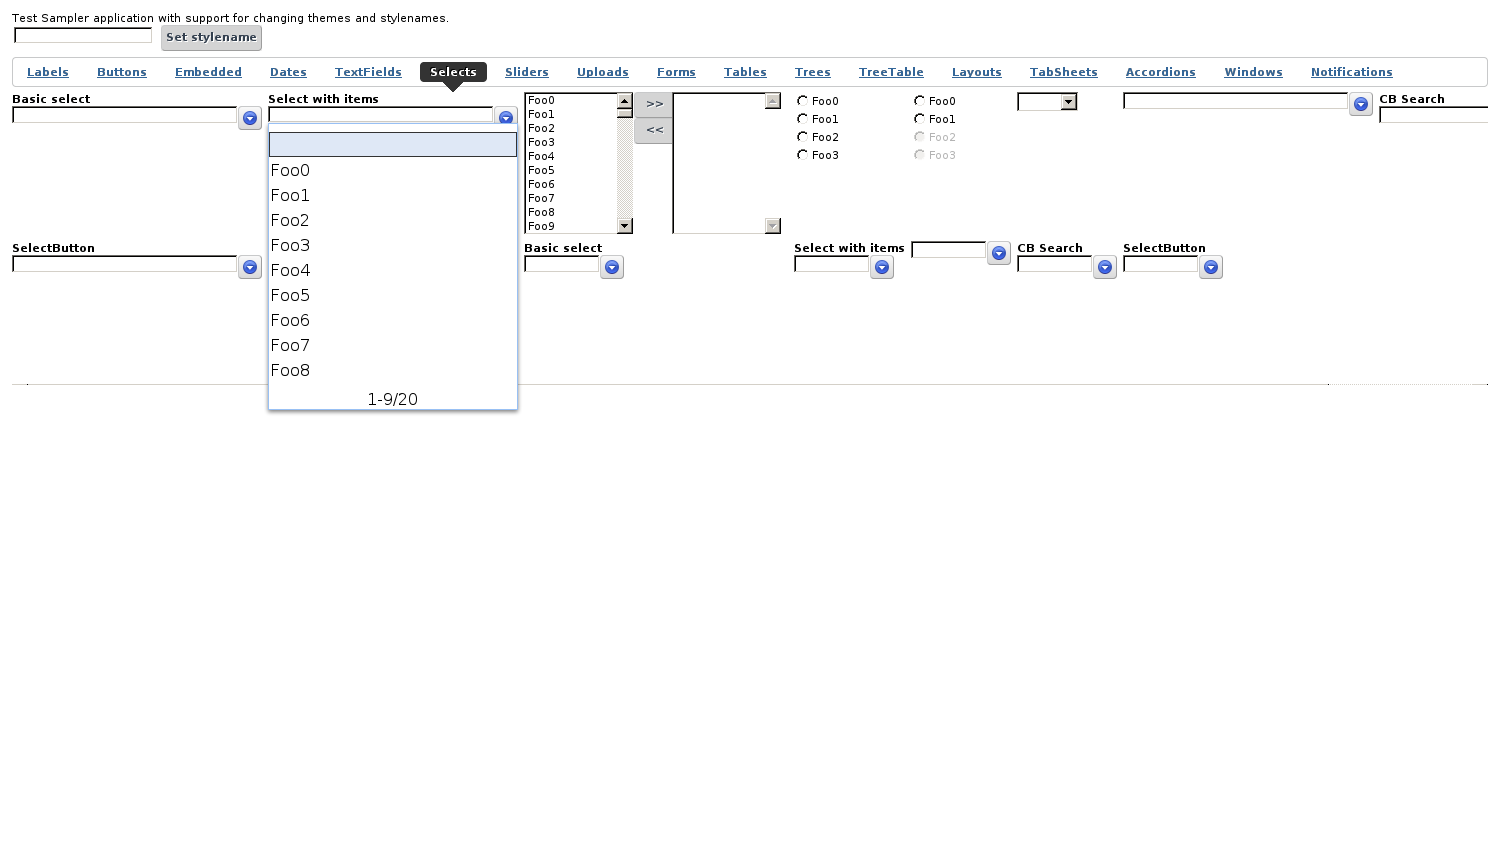 Test Sampler application with support for changing themes and stylenames.
Set stylename
Labels Buttons Embedded Dates TextFields Selects Sliders Uploads Forms Tables Trees TreeTable Layouts TabSheets Accordions Windows Notifications
Basic select
Select with items
Foo0
Foo1
Foo2
Foo3
Foo4
Foo5
Foo6
Foo7
Foo8
1-9/20
Foo0
Foo1
Foo2
Foo3
Foo4
Foo5
Foo6
Foo7
Foo8
Foo9
>>
<<
Foo0
Foo1
Foo2
Foo3
Foo0
Foo1
Foo2
Foo3
CB Search
SelectButton
Basic select
Select with items
CB Search
SelectButton